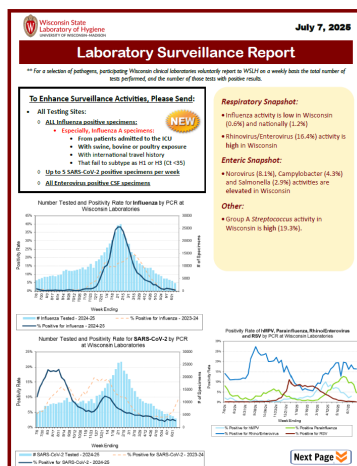 Wisconsin State
Laboratory of Hygiene
UNIVERSITY OF WISCONSIN-MADISON
July 7, 2025
Laboratory Surveillance Report
** For a selection of pathogens, participating Wisconsin clinical laboratories voluntarily report to WSLH on a weekly basis the total number of
tests performed, and the number of those tests with positive results.
To Enhance Surveillance Activities, Please Send:
• All Testing Sites:
o ALL Influenza positive specimens:
NEW
• Especially, Influenza A specimens:
• From patients admitted to the ICU
• With swine, bovine or poultry exposure
• With international travel history
• That fail to subtype as H1 or H3 (Ct <35)
o Up to 5 SARS-CoV-2 positive specimens per week
o All Enterovirus positive CSF specimens
Respiratory Snapshot:
• Influenza activity is low in Wisconsin
(0.6%) and nationally (1.2%)
• Rhinovirus/Enterovirus (16.4%) activity is
high in Wisconsin
Enteric Snapshot:
• Norovirus (8.1%), Campylobacter (4.3%)
and Salmonella (2.9%) activities are
elevated in Wisconsin
Other:
• Group A Streptococcus activity in
Wisconsin is high (19.3%).
Number Tested and Positivity Rate for Influenza by PCR at
Wisconsin Laboratories
Positivity Rate
# of Specimens
Week Ending
# Influenza Tested - 2024-25
% Positive for Influenza - 2023-24
% Positive for Influenza - 2024-25
Number Tested and Positivity Rate for SARS-CoV-2 by PCR
at Wisconsin Laboratories
Positivity Rate
# of Specimens
Week Ending
# SARS-CoV-2 Tested - 2024-25
% Positive for SARS-CoV-2 - 2023-24
% Positive for SARS-CoV-2 - 2024-25
Positivity Rate of hMPV, Parainfluenza, Rhino/Enterovirus
and RSV by PCR at Wisconsin Laboratories
Positivity Rate
Week Ending
% Positive for hMPV
% Positive Parainfluenza
% Positive for Rhino/Enterovirus
% Positive for RSV
Next Page